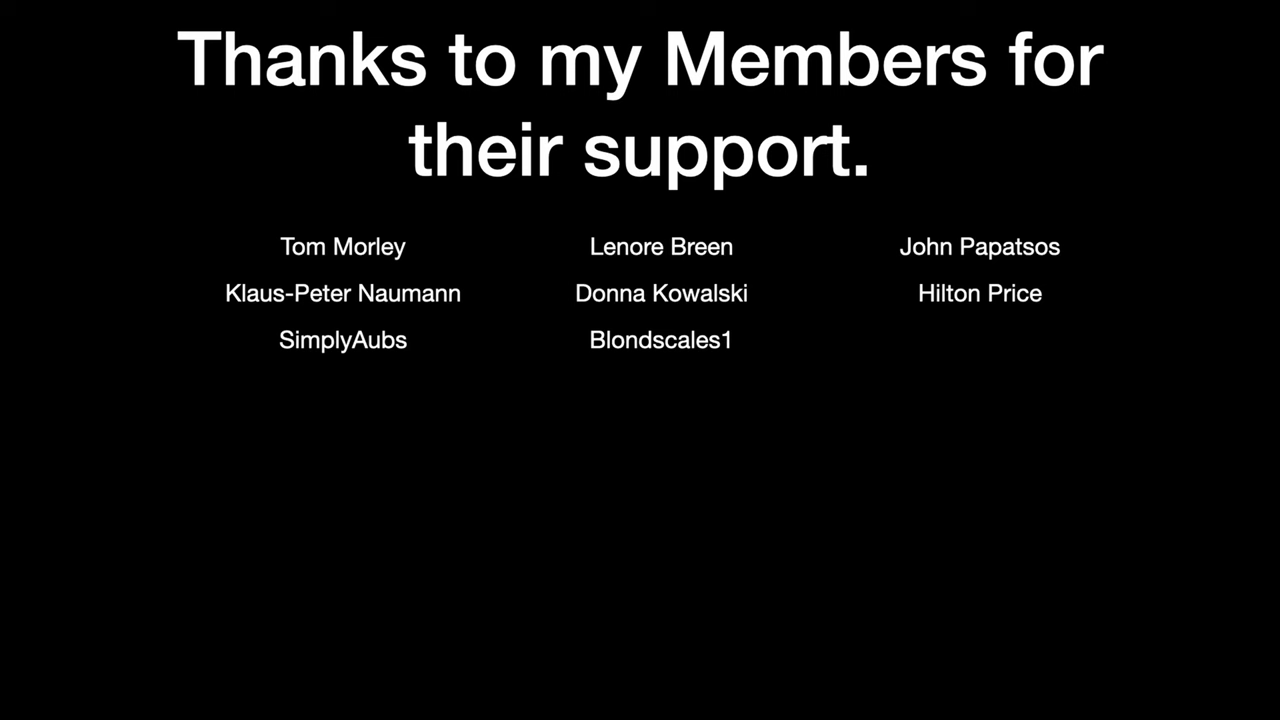 Thanks to my Members for
their support.
Tom Morley Lenore Breen John Papatsos
Klaus-Peter Naumann Donna Kowalski Hilton Price
SimplyAubs Blondscales1